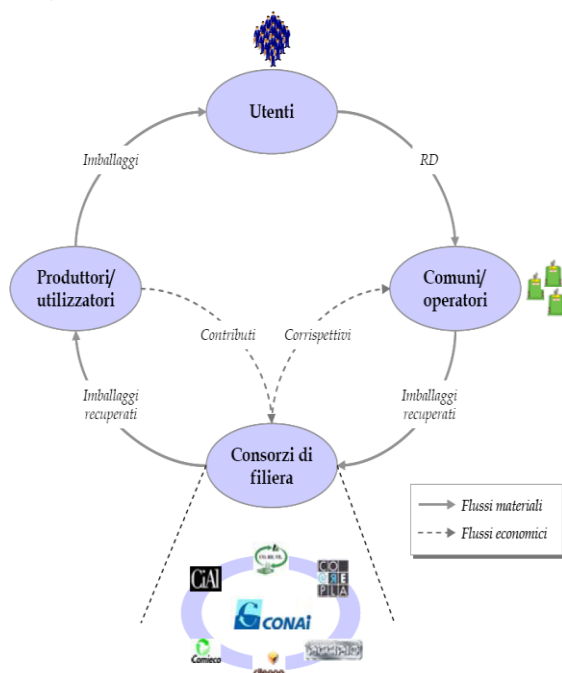 Utenti
Imballaggi
RD
Produttori/
utilizzatori
Comuni/
operatori
Contributi
Corrispettivi
Imballaggi
recuperati
Imballaggi
recuperati
Consorzi di
filiera
Flussi materiali
Flussi economici
CiAl
CO
RE
PLA
CONAi
Comieco